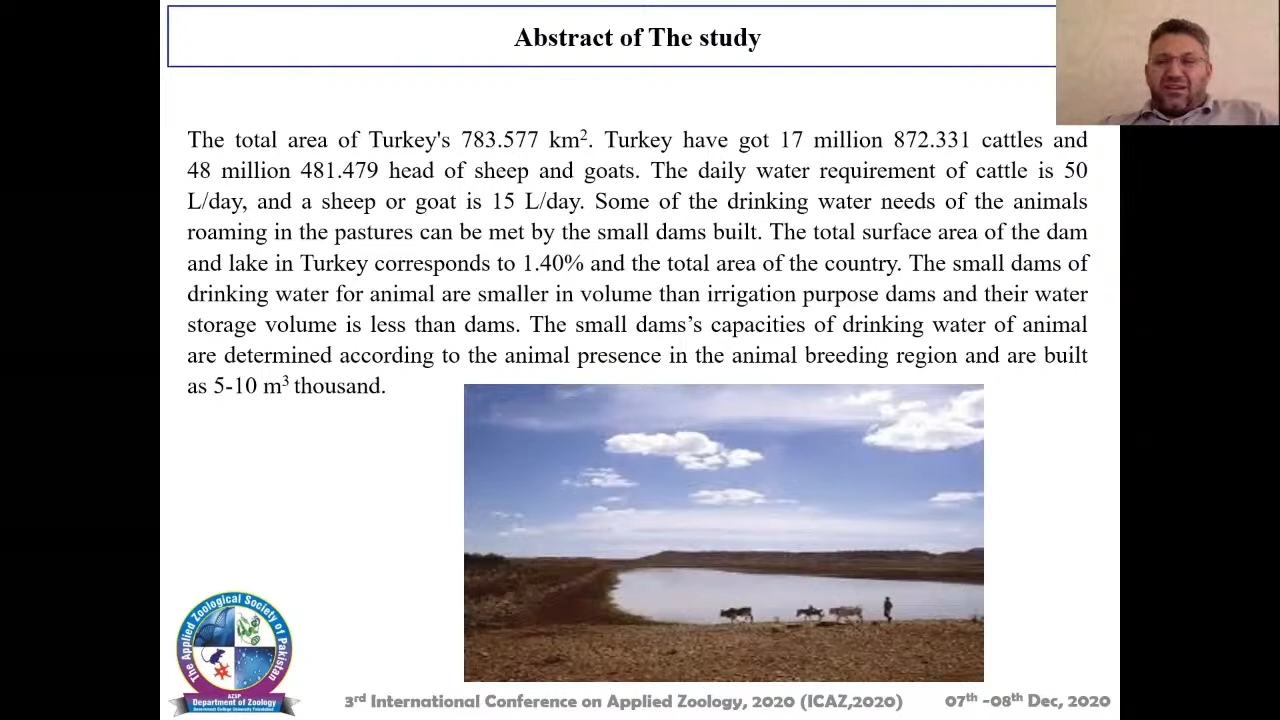 Abstract of The study
The total area of Turkey's 783.577 km². Turkey have got 17 million 872.331 cattles and
48 million 481.479 head of sheep and goats. The daily water requirement of cattle is 50
L/day, and a sheep or goat is 15 L/day. Some of the drinking water needs of the animals
roaming in the pastures can be met by the small dams built. The total surface area of the dam
and lake in Turkey corresponds to 1.40% and the total area of the country. The small dams of
drinking water for animal are smaller in volume than irrigation purpose dams and their water
storage volume is less than dams. The small dams’s capacities of drinking water of animal
are determined according to the animal presence in the animal breeding region and are built
as 5-10 m³ thousand.
The Applied Zoological Society of Pakistan
AZSP
Department of Zoology
Government College University Faisalabad
3rd International Conference on Applied Zoology, 2020 (ICAZ,2020)
07th -08th Dec, 2020